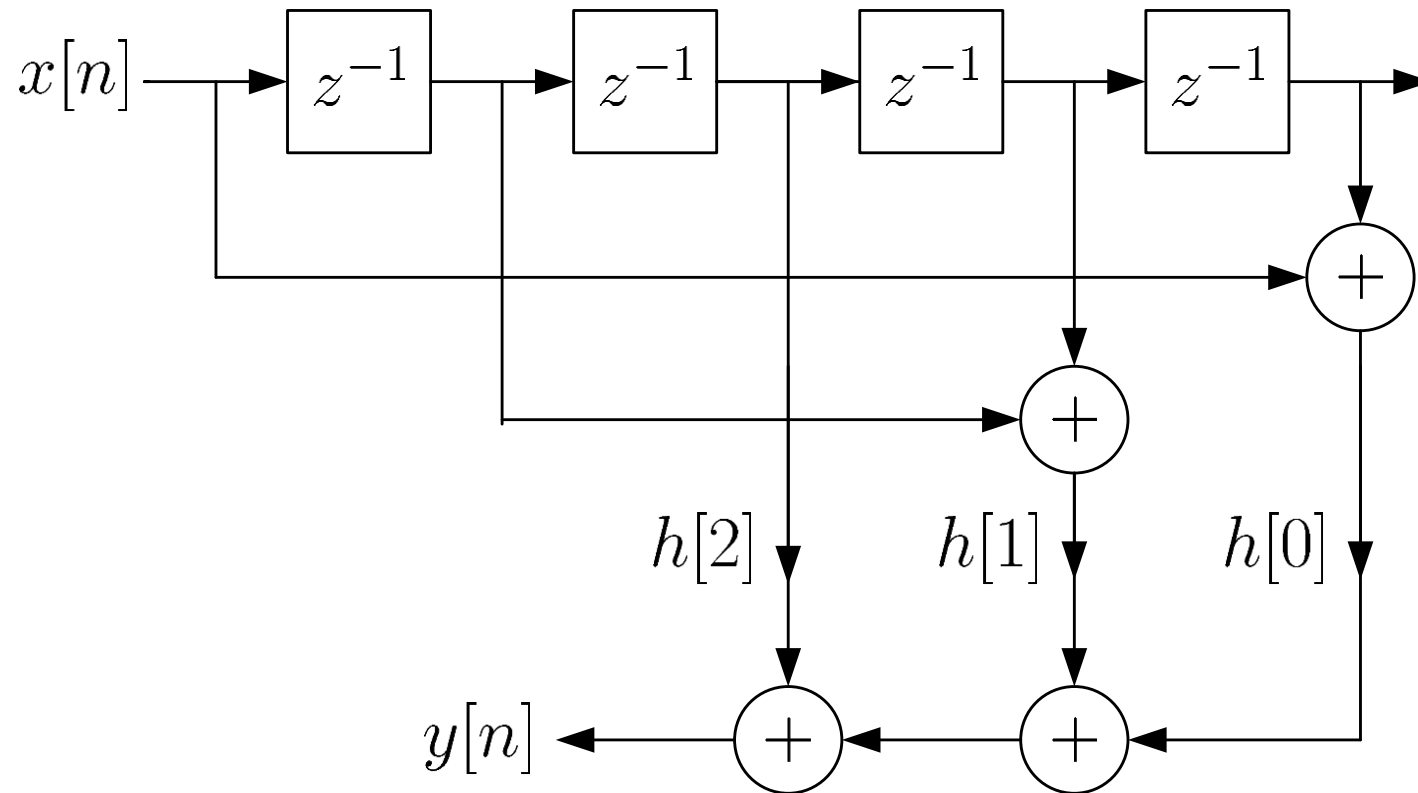 x[n] z⁻¹ z⁻¹ z⁻¹ z⁻¹
+
+
h[2] h[1] h[0]
y[n] + +